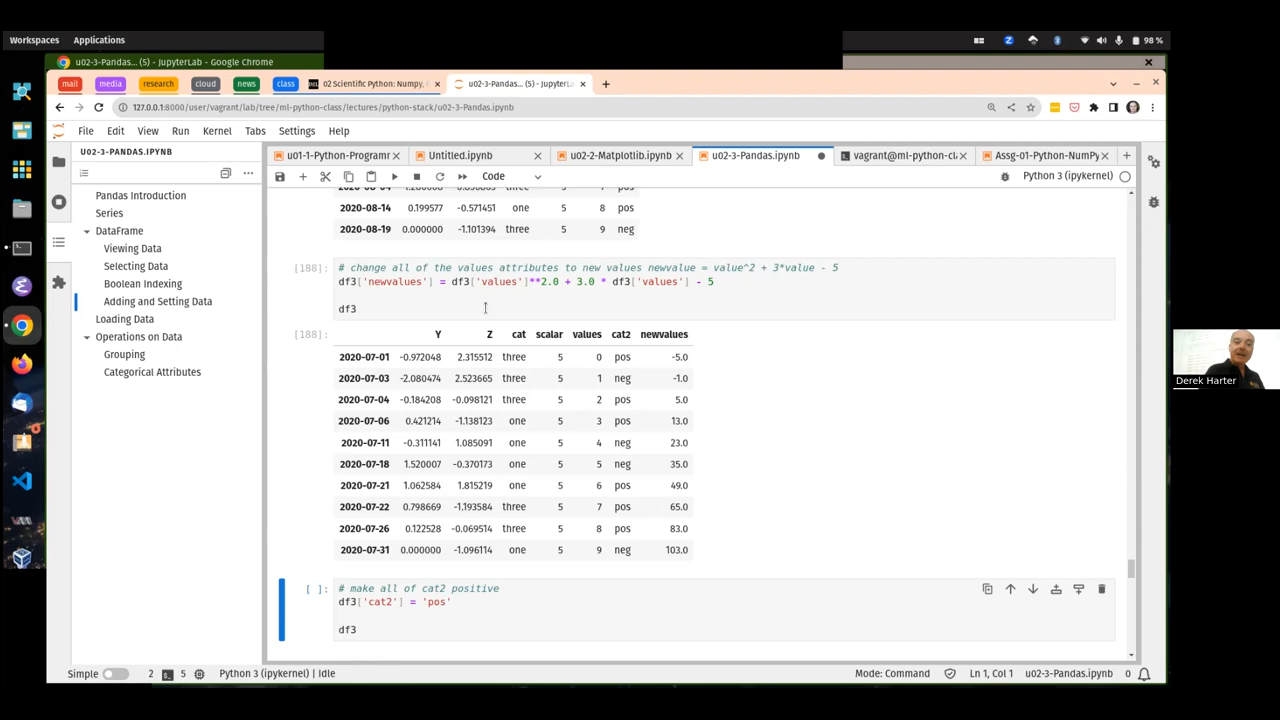 Workspaces Applications
98 %
u02-3-Pandas... (5) - JupyterLab - Google Chrome
mail media research cloud news class 02 Scientific Python: Numpy, u02-3-Pandas... (5) - JupyterLa
127.0.0.1:8000/user/vagrant/lab/tree/ml-python-class/lectures/python-stack/u02-3-Pandas.ipynb
File Edit View Run Kernel Tabs Settings Help
U02-3-PANDAS.IPYNB
u01-1-Python-Programr Untitled.ipynb u02-2-Matplotlib.ipynb u02-3-Pandas.ipynb vagrant@ml-python-cl Assg-01-Python-NumPy
Code Python 3 (ipykernel)
Pandas Introduction
Series
DataFrame
Viewing Data
Selecting Data
Boolean Indexing
Adding and Setting Data
Loading Data
Operations on Data
Grouping
Categorical Attributes
2020-08-14 0.199577 -0.571451 one 5 8 pos
2020-08-19 0.000000 -1.101394 three 5 9 neg
[188]: # change all of the values attributes to new values newvalue = value^2 + 3*value - 5
df3['newvalues'] = df3['values']**2.0 + 3.0 * df3['values'] - 5
df3
[188]: Y Z cat scalar values cat2 newvalues
2020-07-01 -0.972048 2.315512 three 5 0 pos -5.0
2020-07-03 -2.080474 2.523665 three 5 1 neg -1.0
2020-07-04 -0.184208 -0.098121 three 5 2 pos 5.0
2020-07-06 0.421214 -1.138123 one 5 3 pos 13.0
2020-07-11 -0.311141 1.085091 one 5 4 neg 23.0
2020-07-18 1.520007 -0.370173 one 5 5 neg 35.0
2020-07-21 1.062584 1.815219 one 5 6 pos 49.0
2020-07-22 0.798669 -1.193584 three 5 7 pos 65.0
2020-07-26 0.122528 -0.069514 three 5 8 pos 83.0
2020-07-31 0.000000 -1.096114 one 5 9 neg 103.0
[ ]: # make all of cat2 positive
df3['cat2'] = 'pos'
df3
Simple 2 5 Python 3 (ipykernel) | Idle Mode: Command Ln 1, Col 1 u02-3-Pandas.ipynb 0
Derek Harter